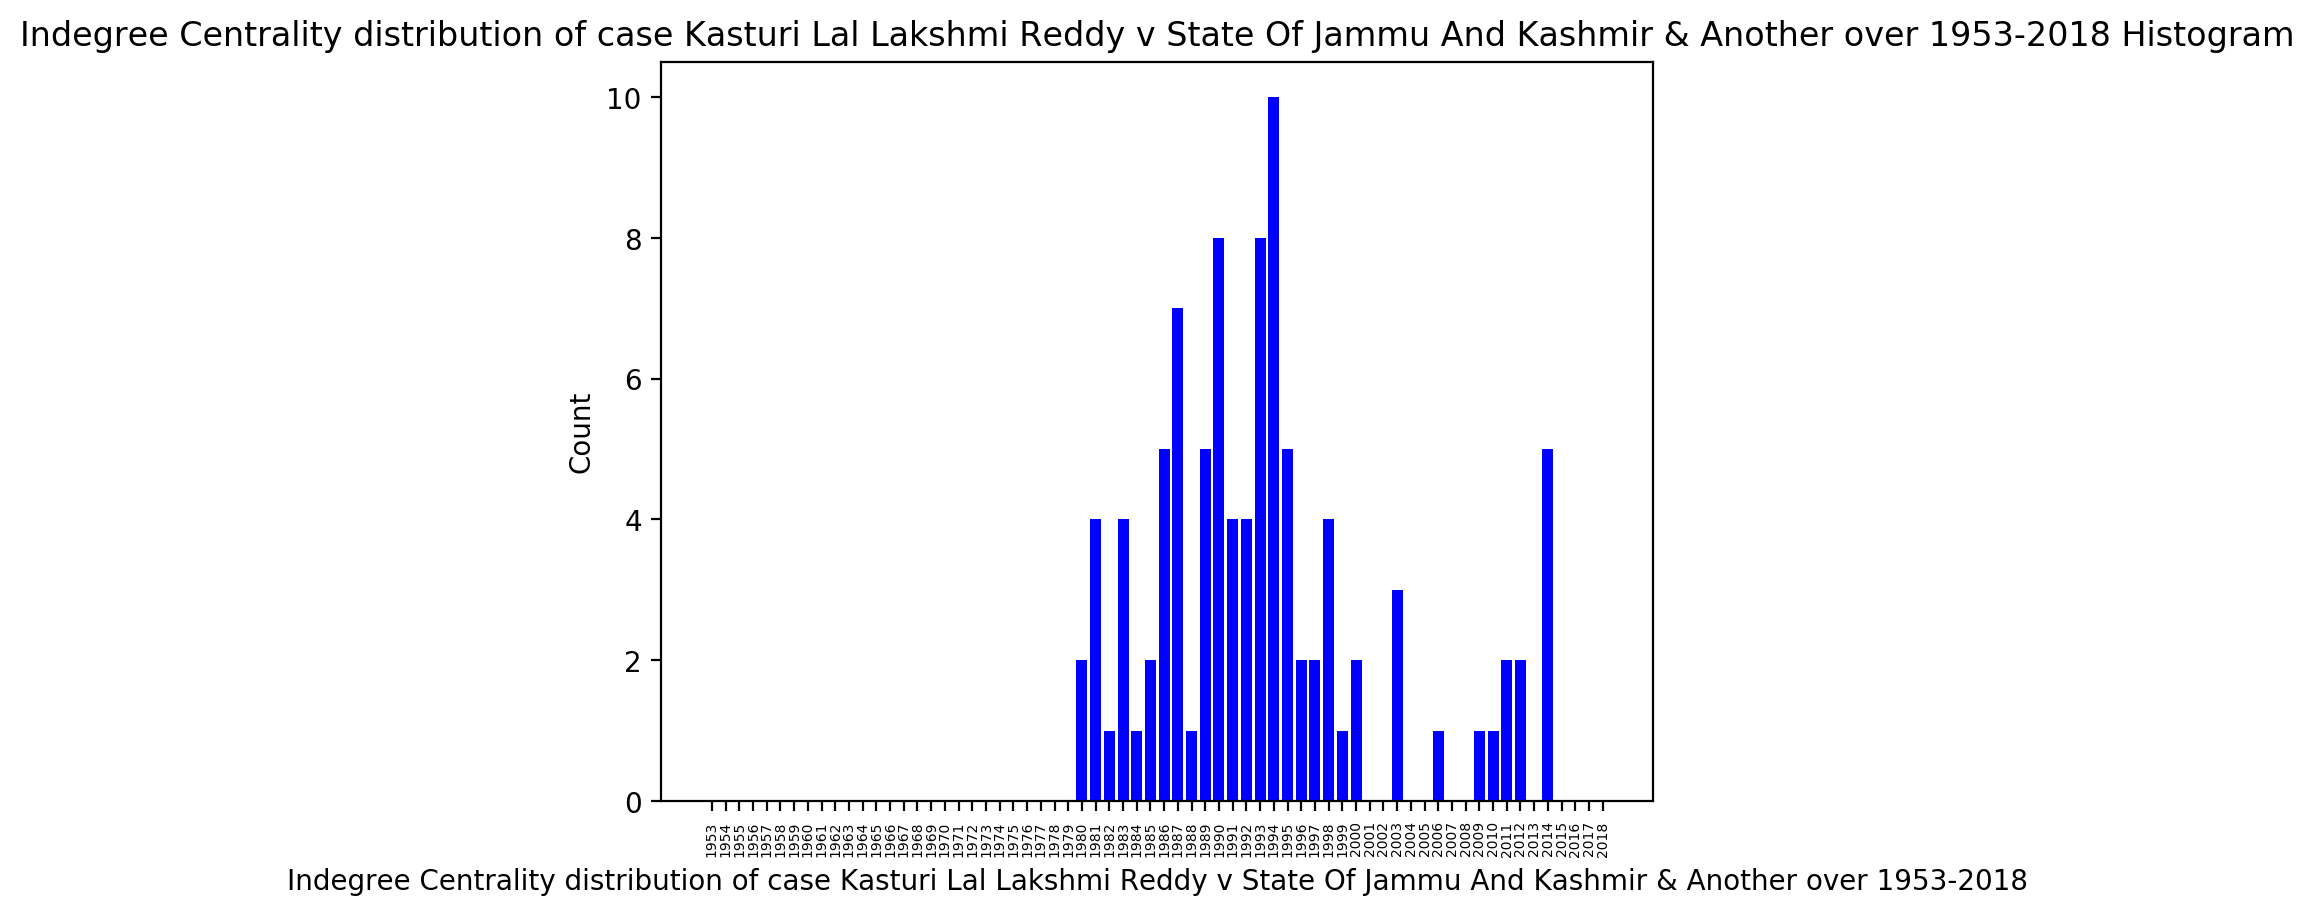 Indegree Centrality distribution of case Kasturi Lal Lakshmi Reddy v State Of Jammu And Kashmir & Another over 1953-2018 Histogram
10
8
6
4
2
0
Count
1953 1954 1955 1956 1957 1958 1959 1960 1961 1962 1963 1964 1965 1966 1967 1968 1969 1970 1971 1972 1973 1974 1975 1976 1977 1978 1979 1980 1981 1982 1983 1984 1985 1986 1987 1988 1989 1990 1991 1992 1993 1994 1995 1996 1997 1998 1999 2000 2001 2002 2003 2004 2005 2006 2007 2008 2009 2010 2011 2012 2013 2014 2015 2016 2017 2018
Indegree Centrality distribution of case Kasturi Lal Lakshmi Reddy v State Of Jammu And Kashmir & Another over 1953-2018